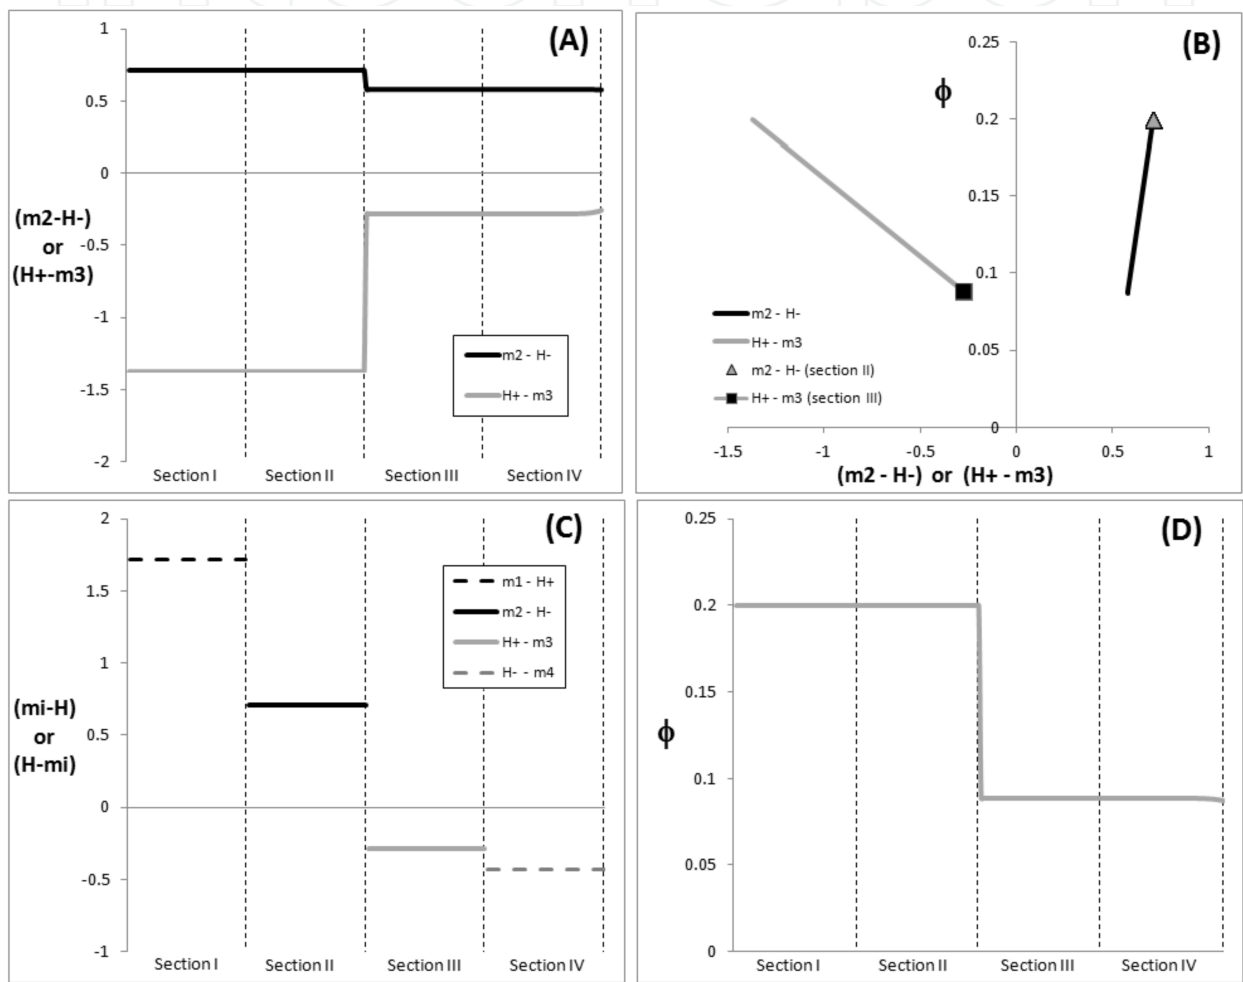 (A)
1
0.5
0
-0.5
-1
-1.5
-2
(m2-H-)
or
(H+-m3)
m2 - H-
H+ - m3
Section I
Section II
Section III
Section IV
(B)
ϕ
0.25
0.2
0.15
0.1
0.05
0
m2 - H-
H+ - m3
m2 - H- (section II)
H+ - m3 (section III)
-1.5
-1
-0.5
0
0.5
1
(m2 - H-) or (H+ - m3)
(C)
2
1.5
1
0.5
0
-0.5
-1
(mi-H)
or
(H-mi)
m1 - H+
m2 - H-
H+ - m3
H- - m4
Section I
Section II
Section III
Section IV
(D)
0.25
0.2
0.15
0.1
0.05
0
ϕ
Section I
Section II
Section III
Section IV